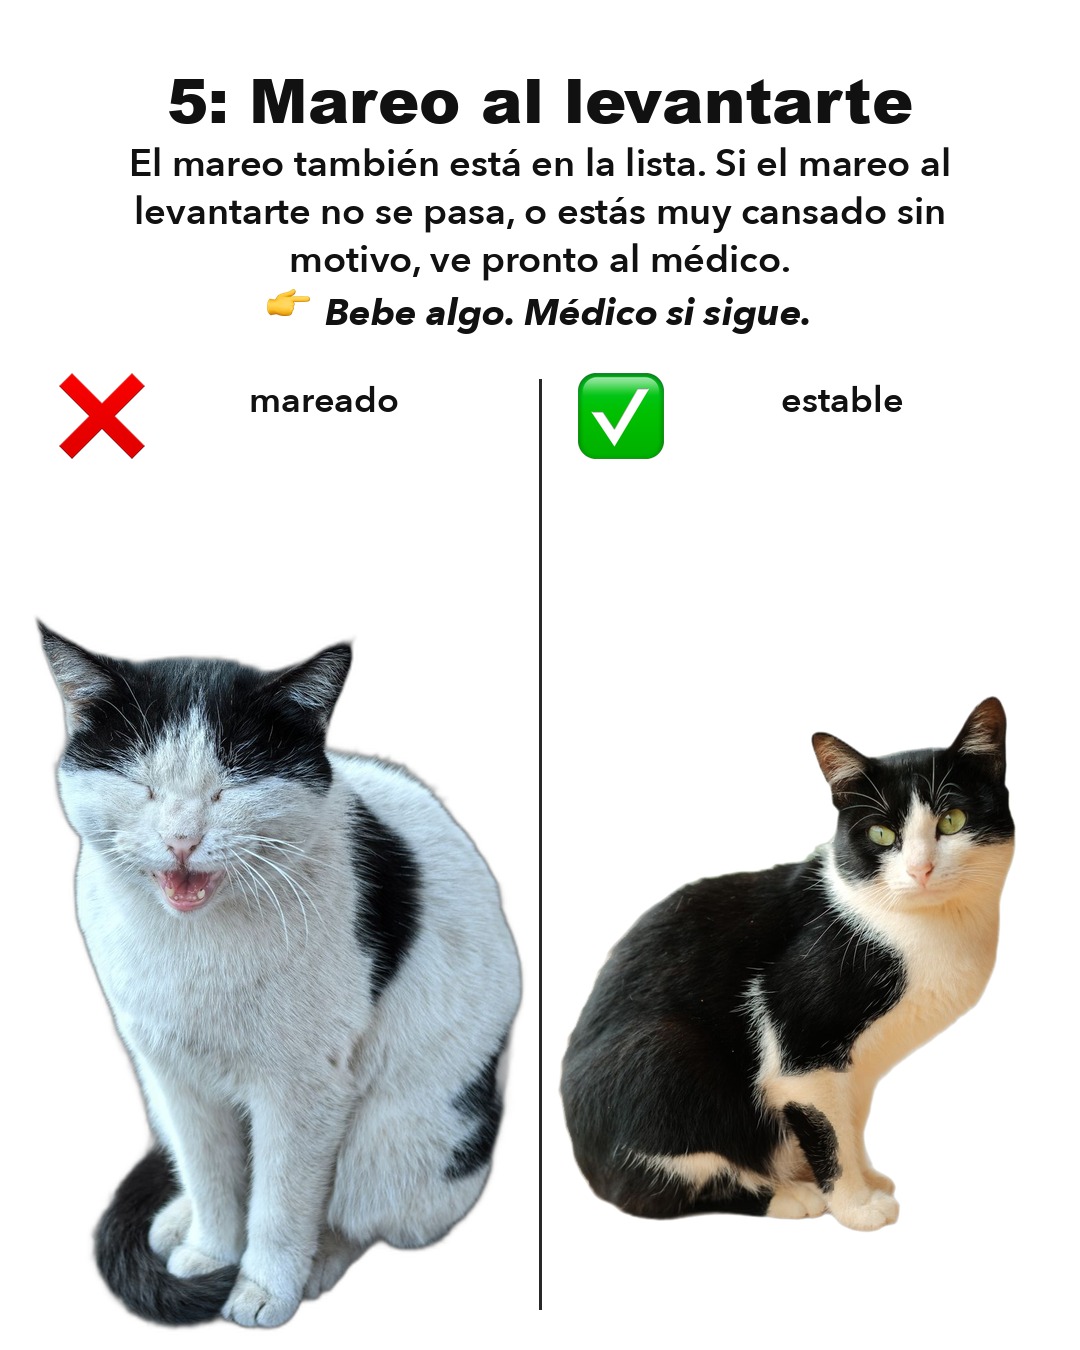 5: Mareo al levantarte
El mareo también está en la lista. Si el mareo al
levantarte no se pasa, o estás muy cansado sin
motivo, ve pronto al médico.
👉 Bebe algo. Médico si sigue.
❌ mareado
✅ estable